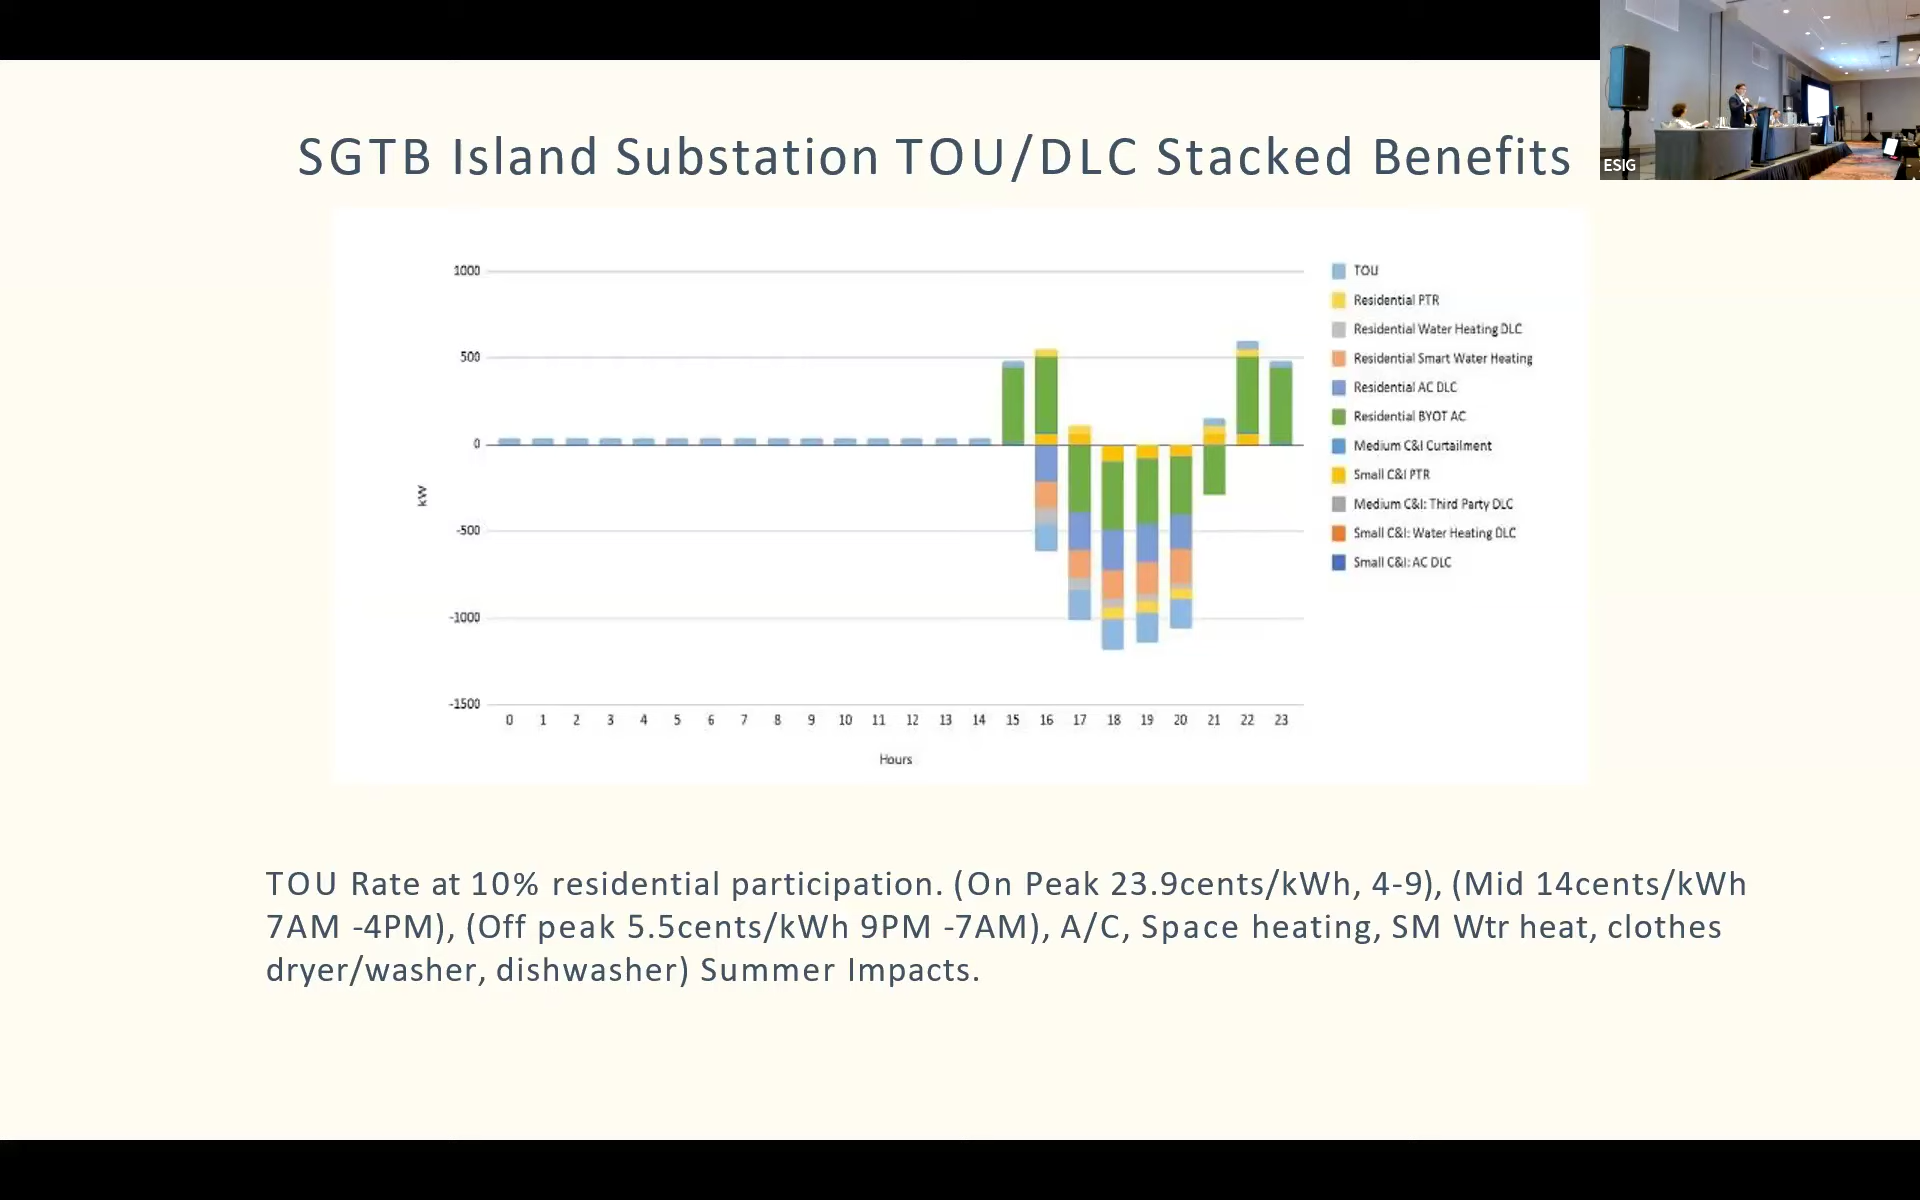 SGTB Island Substation TOU/DLC Stacked Benefits
ESIG
1000
500
0
-500
-1000
-1500
kW
0 1 2 3 4 5 6 7 8 9 10 11 12 13 14 15 16 17 18 19 20 21 22 23
Hours
TOU
Residential PTR
Residential Water Heating DLC
Residential Smart Water Heating
Residential AC DLC
Residential BYOT AC
Medium C&I Curtailment
Small C&I PTR
Medium C&I: Third Party DLC
Small C&I: Water Heating DLC
Small C&I: AC DLC
TOU Rate at 10% residential participation. (On Peak 23.9cents/kWh, 4-9), (Mid 14cents/kWh
7AM -4PM), (Off peak 5.5cents/kWh 9PM -7AM), A/C, Space heating, SM Wtr heat, clothes
dryer/washer, dishwasher) Summer Impacts.